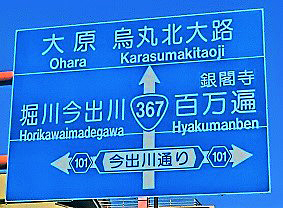 大原 烏丸北大路
Ohara Karasumakitaoji
銀閣寺
堀川今出川 367 百万遍
Horikawaimadegawa Hyakumanben
101 今出川通り 101